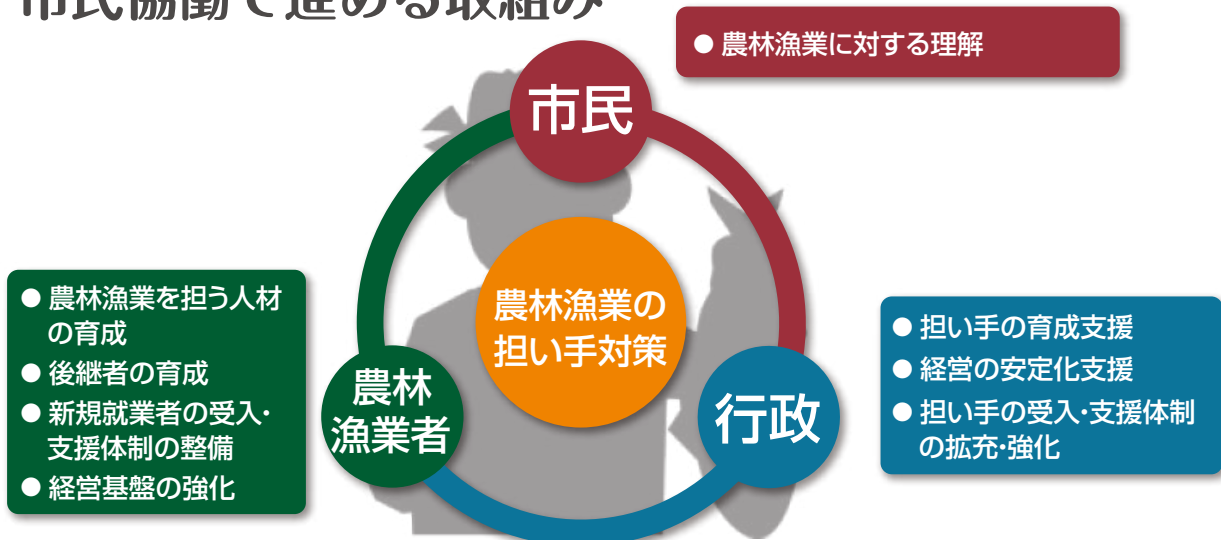 市民協働で進める取組み
● 農林漁業に対する理解
市民
農林漁業の
担い手対策
● 農林漁業を担う人材
の育成
● 後継者の育成
● 新規就業者の受入・
支援体制の整備
● 経営基盤の強化
農林
漁業者
行政
● 担い手の育成支援
● 経営の安定化支援
● 担い手の受入・支援体制
の拡充・強化